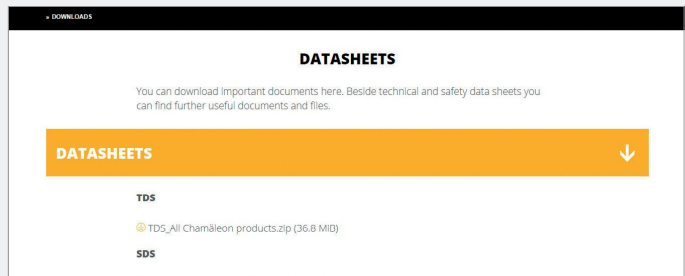 » DOWNLOADS
DATASHEETS
You can download important documents here. Beside technical and safety data sheets you
can find further useful documents and files.
DATASHEETS
TDS
TDS_All Chamäleon products.zip (36.8 MiB)
SDS